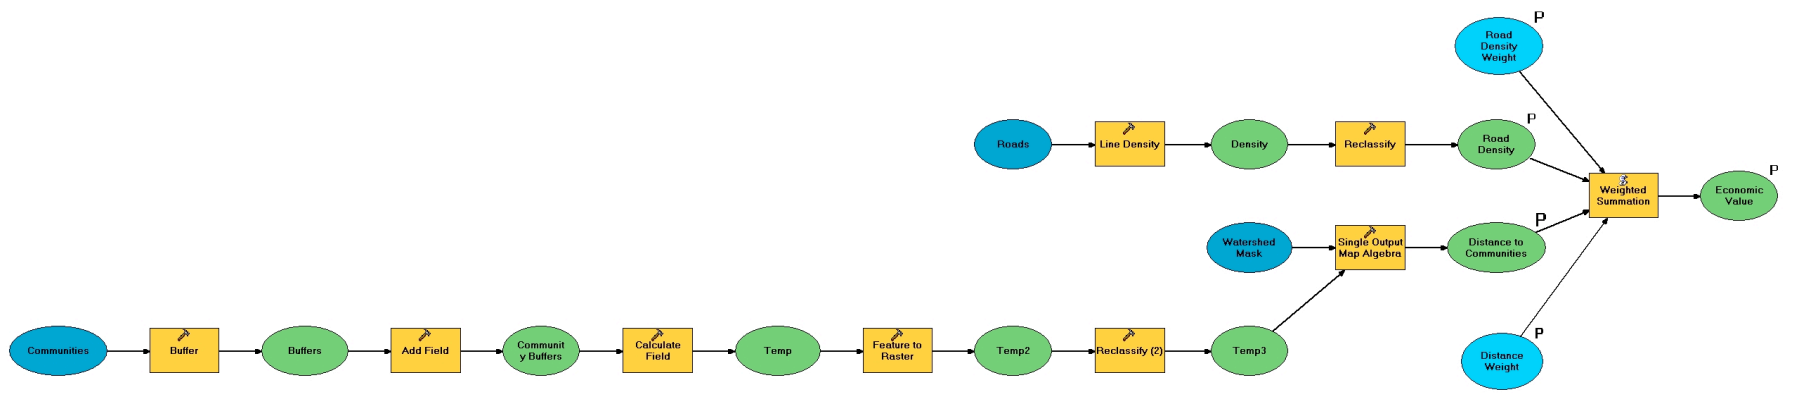 P
Road
Density
Weight
P
Roads
Line Density
Density
Reclassify
Road
Density
P
Weighted
Summation
Economic
Value
P
Watershed
Mask
Single Output
Map Algebra
Distance to
Communities
Communities
Buffer
Buffers
Add Field
Communit
y Buffers
Calculate
Field
Temp
Feature to
Raster
Temp2
Reclassify (2)
Temp3
P
Distance
Weight